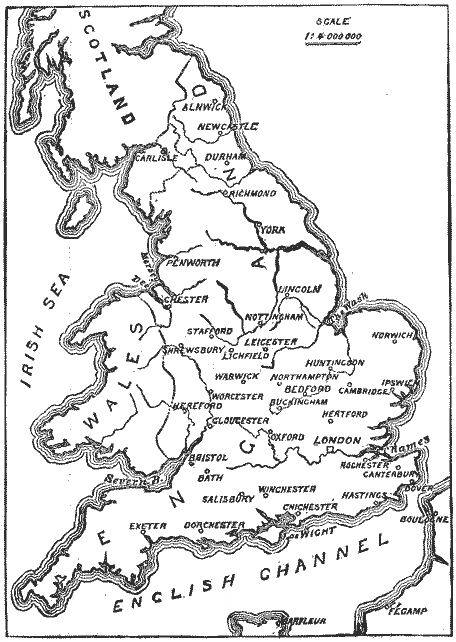 SCALE
1:4 000 000
SCOTLAND
ALNWICK
NEWCASTLE
CARLISLE
DURHAM
RICHMOND
YORK
PENWORTH
Mersey
CHESTER
LINCOLN
The Wash
IRISH SEA
NOTTINGHAM
STAFFORD
NORWICH
SHREWSBURY
LEICESTER
LICHFIELD
HUNTINGDON
WALES
WARWICK
NORTHAMPTON
BEDFORD
CAMBRIDGE
IPSWICH
WORCESTER
HEREFORD
BUCKINGHAM
GLOUCESTER
HERTFORD
OXFORD
LONDON
Thames
BRISTOL
ROCHESTER
BATH
CANTERBURY
Severn R.
WINCHESTER
DOVER
SALISBURY
HASTINGS
CHICHESTER
BOULOGNE
EXETER
DORCHESTER
I. OF WIGHT
ENGLAND
ENGLISH CHANNEL
BARFLEUR
FÉCAMP